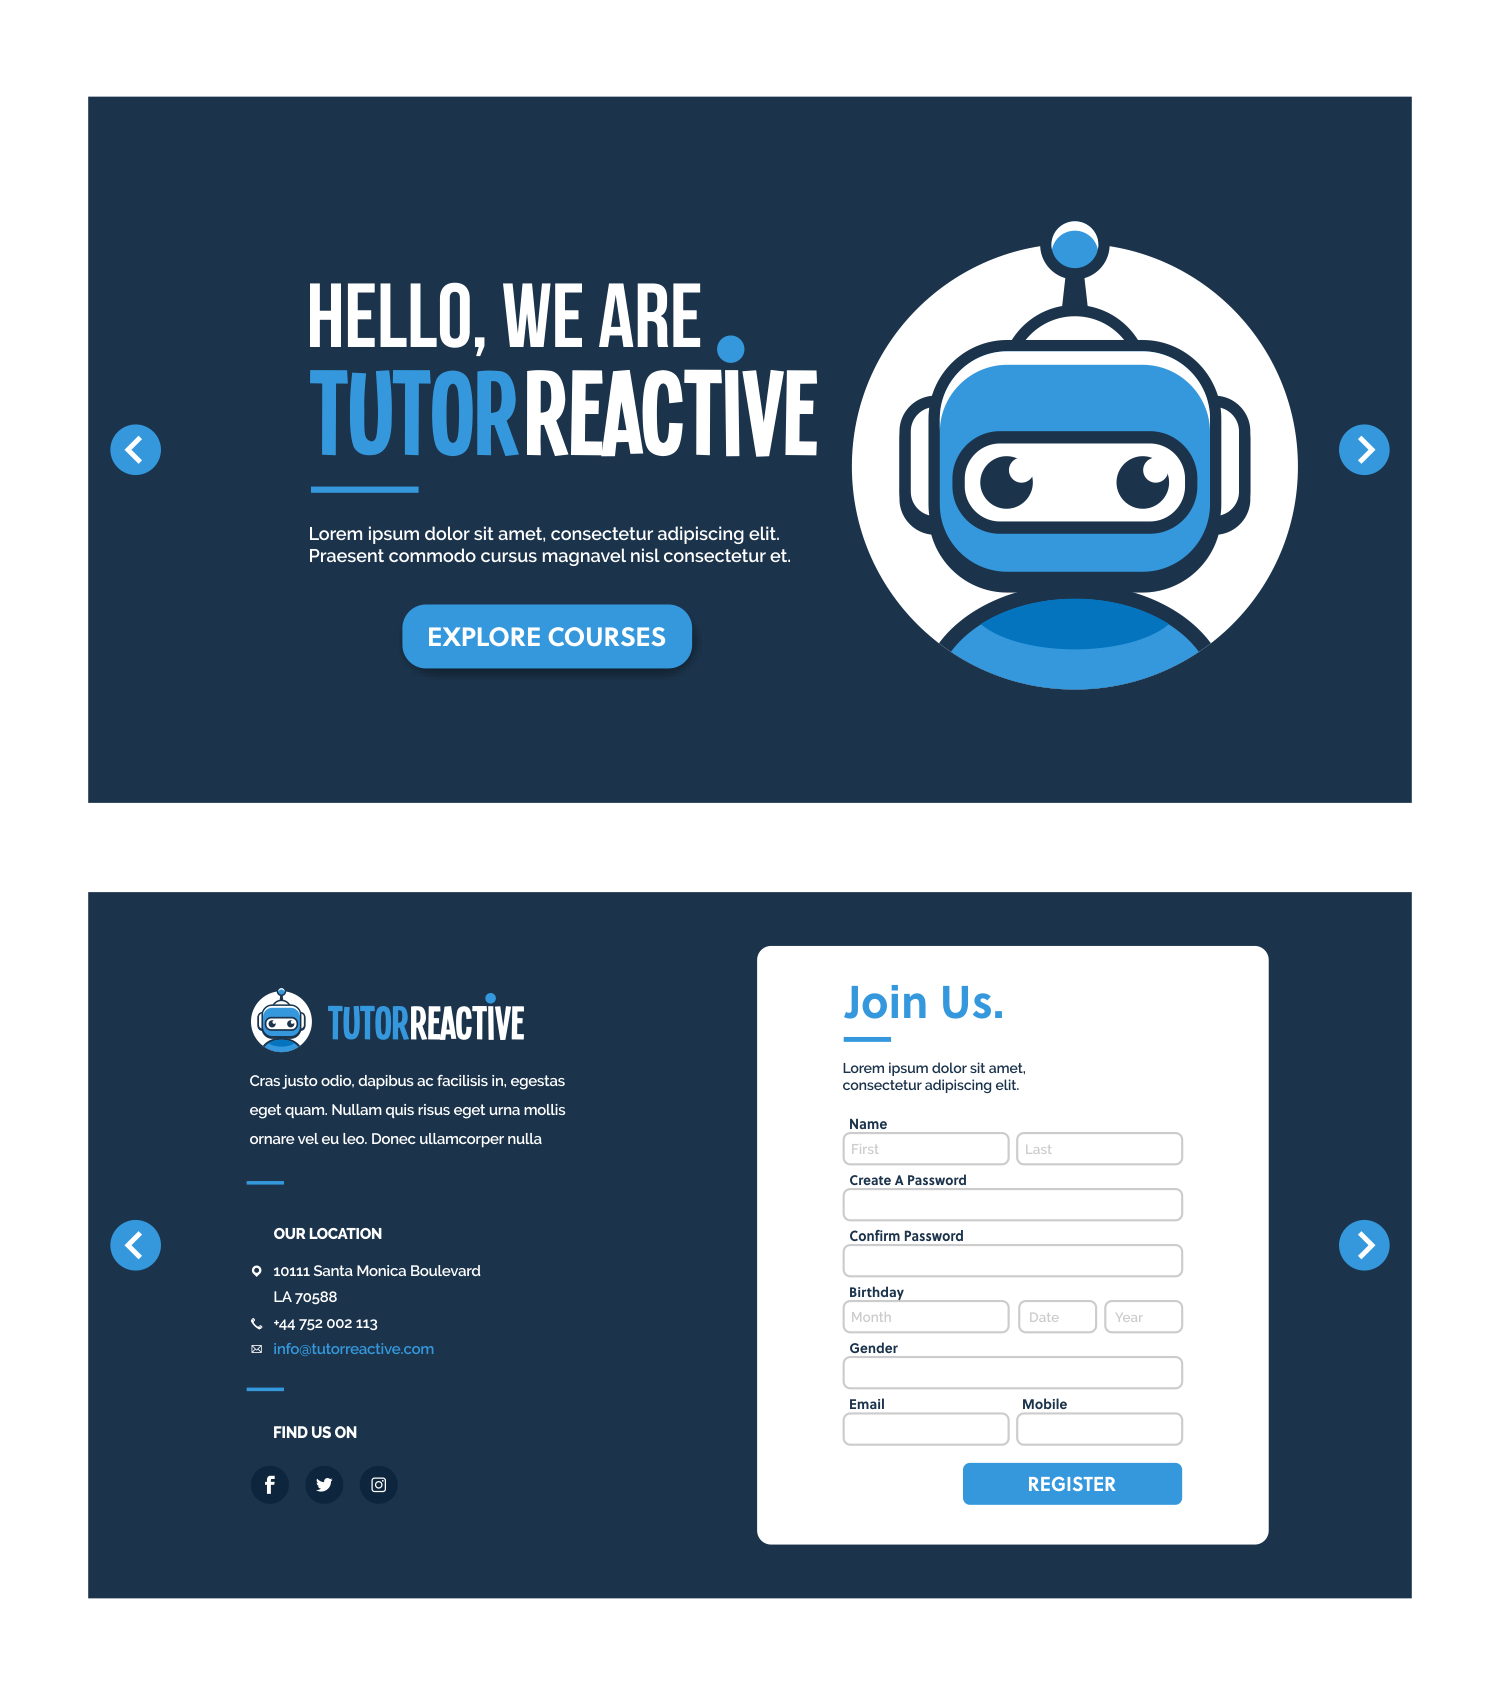 HELLO, WE ARE
TUTORREACTIVE
Lorem ipsum dolor sit amet, consectetur adipiscing elit.
Praesent commodo cursus magnavel nisl consectetur et.
EXPLORE COURSES
TUTORREACTIVE
Cras justo odio, dapibus ac facilisis in, egestas
eget quam. Nullam quis risus eget urna mollis
ornare vel eu leo. Donec ullamcorper nulla
OUR LOCATION
10111 Santa Monica Boulevard
LA 70588
+44 752 002 113
info@tutorreactive.com
FIND US ON
Join Us.
Lorem ipsum dolor sit amet,
consectetur adipiscing elit.
Name
First Last
Create A Password
Confirm Password
Birthday
Month Date Year
Gender
Email Mobile
REGISTER